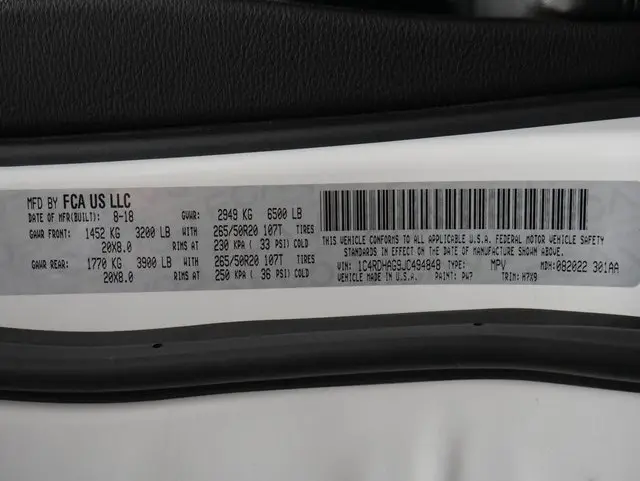 MFD BY FCA US LLC
DATE OF MFR(BUILT): 8-18 GVWR: 2949 KG 6500 LB
GAWR FRONT: 1452 KG 3200 LB WITH 265/50R20 107T TIRES
20X8.0 RIMS AT 230 KPA ( 33 PSI) COLD
GAWR REAR: 1770 KG 3900 LB WITH 265/50R20 107T TIRES
20X8.0 RIMS AT 250 KPA ( 36 PSI) COLD
THIS VEHICLE CONFORMS TO ALL APPLICABLE U.S.A. FEDERAL MOTOR VEHICLE SAFETY
STANDARDS IN EFFECT ON THE DATE OF MANUFACTURE SHOWN ABOVE.
VIN: 1C4RDHAG9JC494848 TYPE: MPV MDH: 082022 301AA
VEHICLE MADE IN U.S.A. PAINT: PW7 TRIM: H7X9